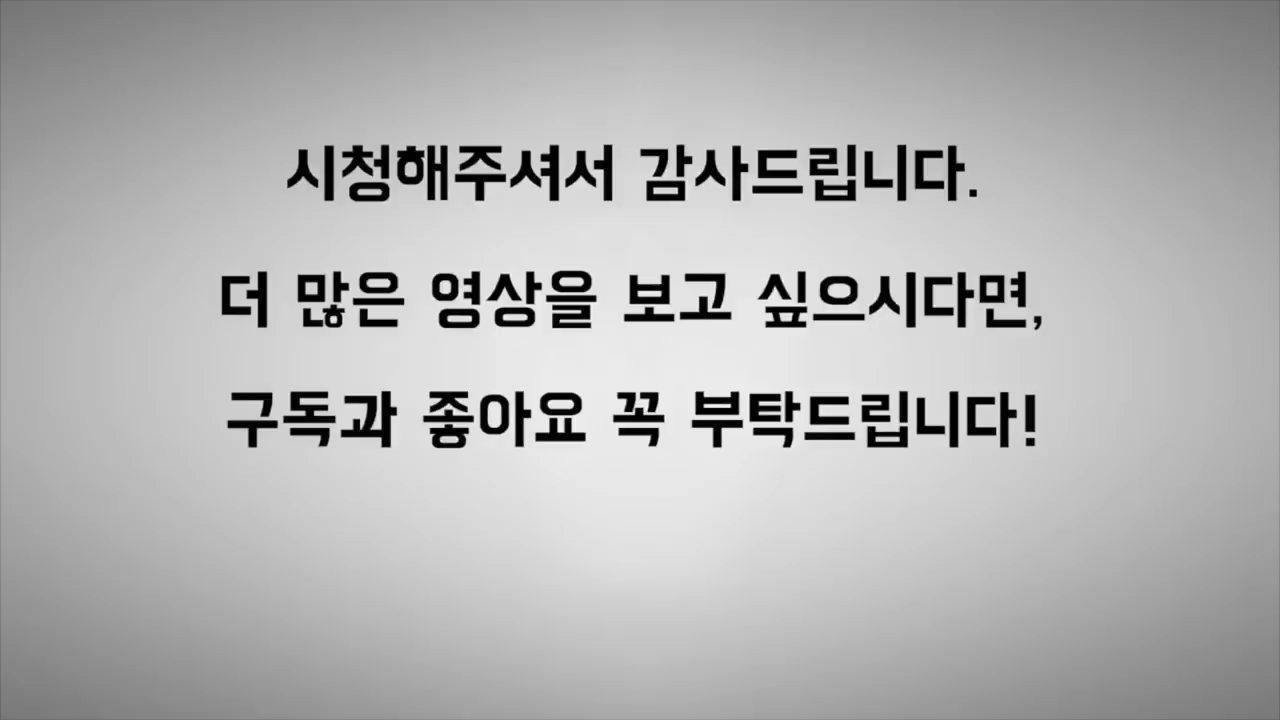 시청해주셔서 감사드립니다.
더 많은 영상을 보고 싶으시다면,
구독과 좋아요 꼭 부탁드립니다!